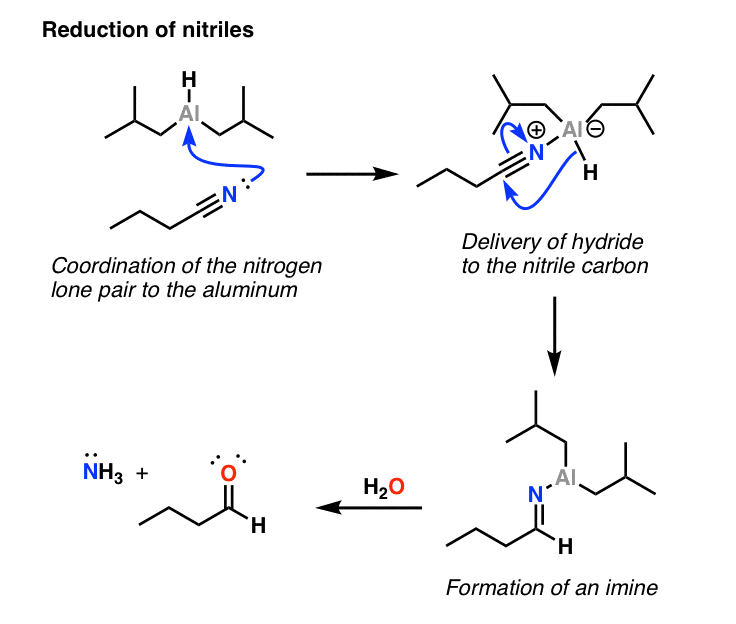 Reduction of nitriles
H
Al
N
Al
N
H
Coordination of the nitrogen
lone pair to the aluminum
Delivery of hydride
to the nitrile carbon
NH3 +
O
H
H2O
Al
N
H
Formation of an imine